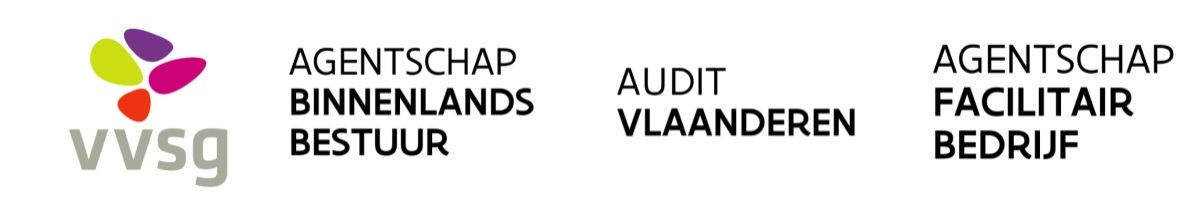 vvsg
AGENTSCHAP
BINNENLANDS
BESTUUR
AUDIT
VLAANDEREN
AGENTSCHAP
FACILITAIR
BEDRIJF